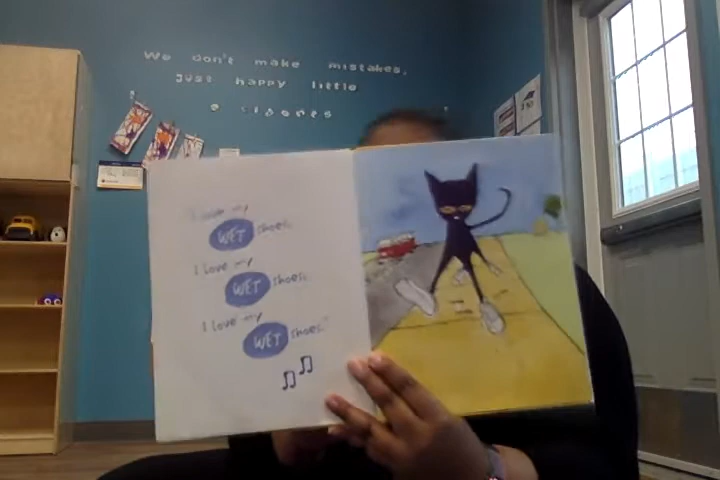 We don't make mistakes,
just happy little
I love my
WET shoes.
I love my
WET shoes.
I love my
WET shoes."